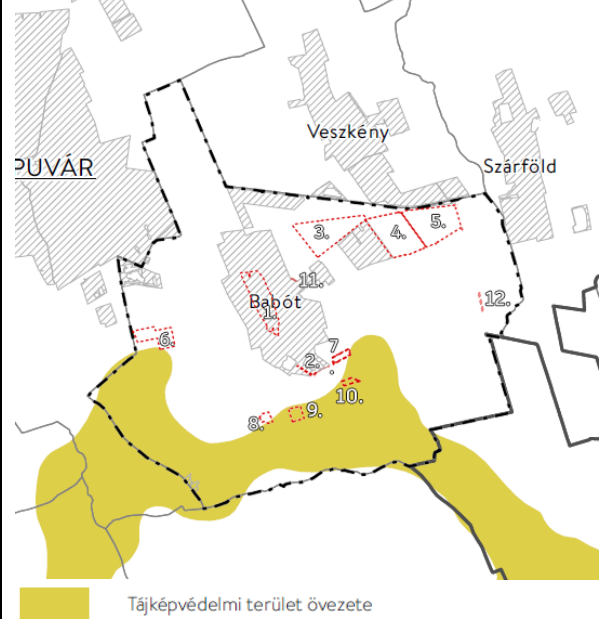 Veszkény
PUVÁR
Szárföld
3.
4.
5.
11.
Babót
12.
1.
6.
7.
2.
10.
8.
9.
Tájképvédelmi terület övezete